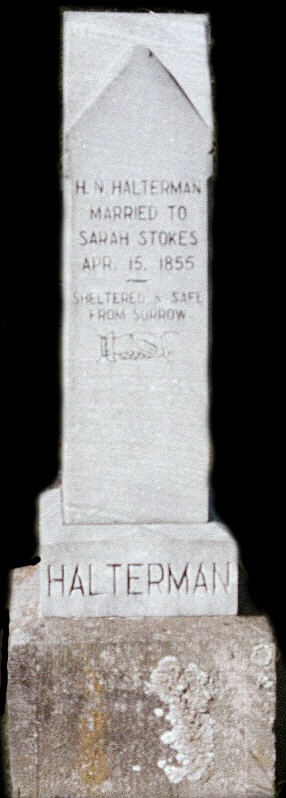 H. N. HALTERMAN
MARRIED TO
SARAH STOKES
APR. 15, 1855
SHELTERED & SAFE
FROM SORROW
HALTERMAN